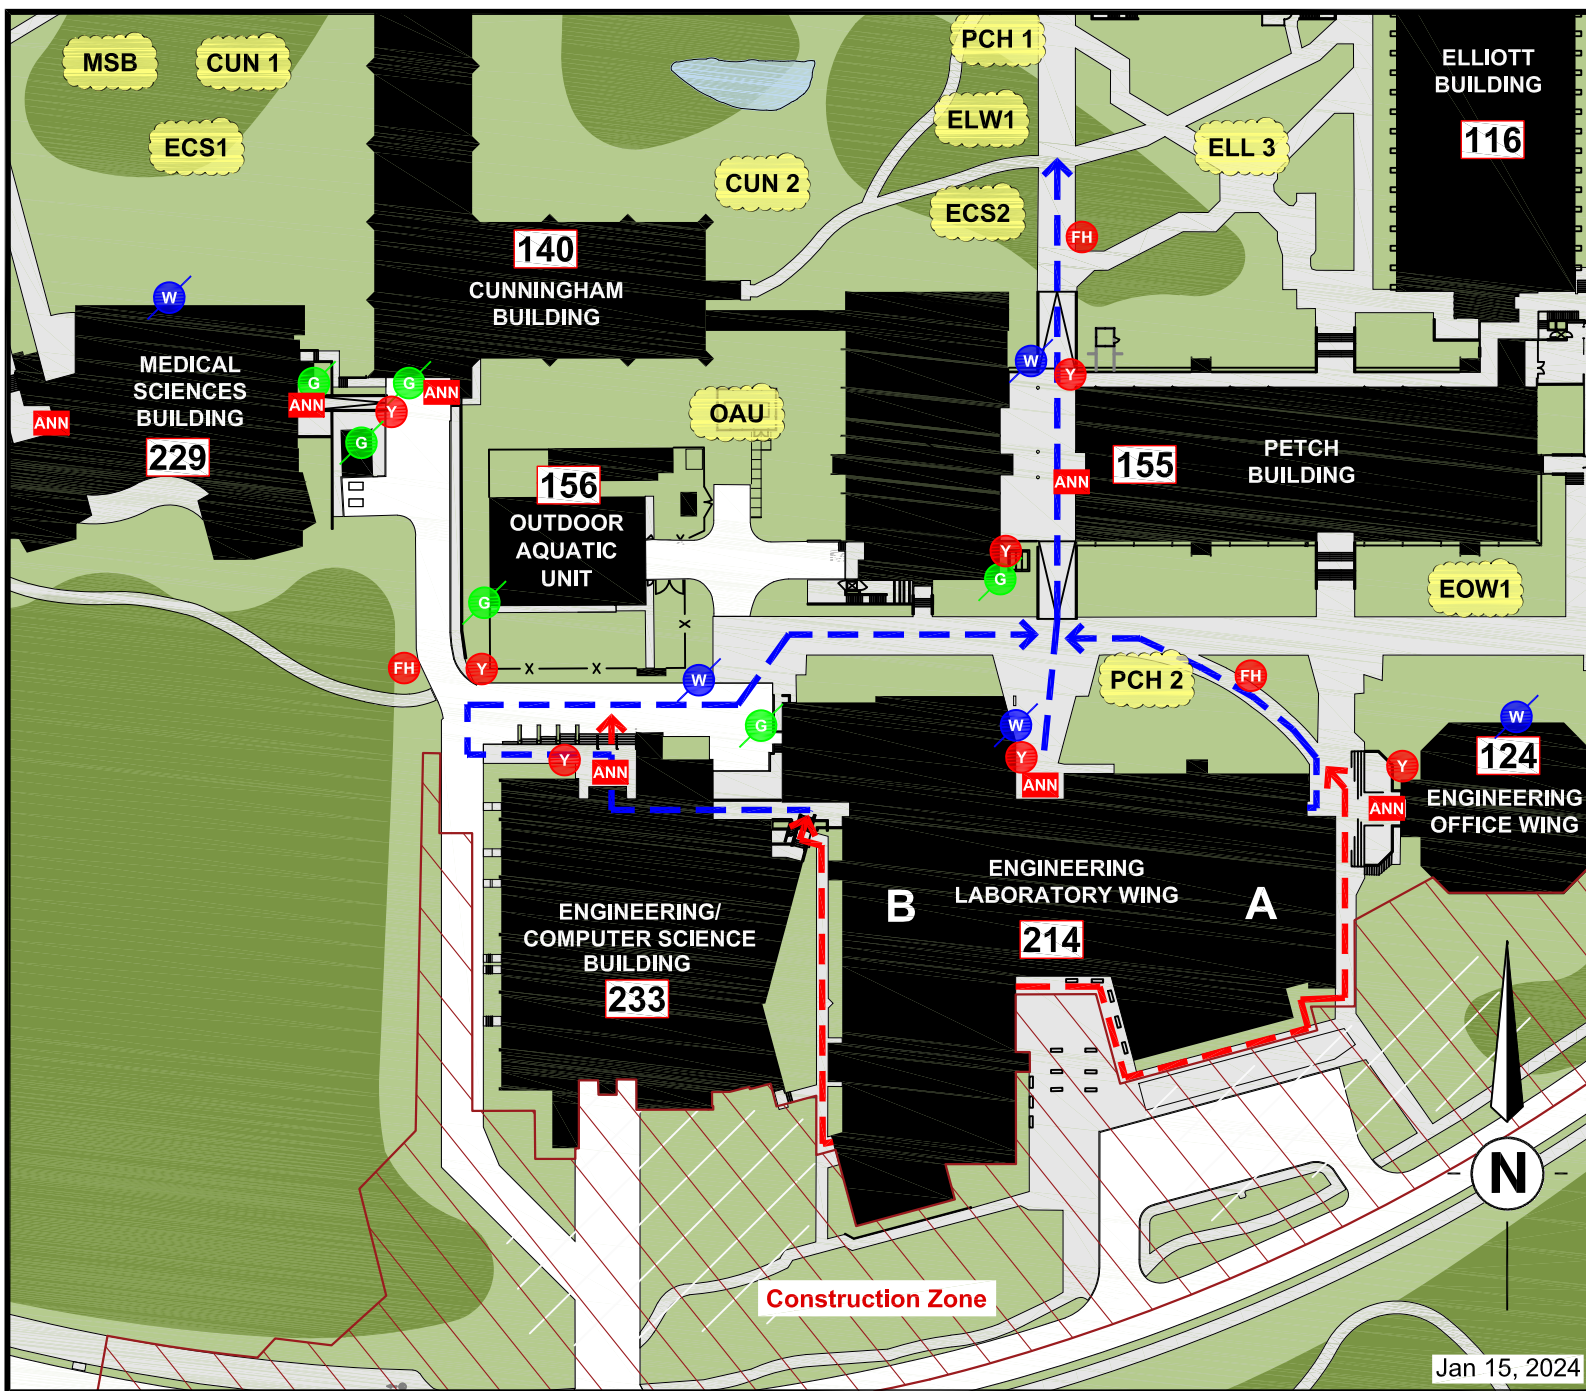 MSB
CUN 1
ECS1
PCH 1
ELW1
CUN 2
ECS2
ELL 3
ELLIOTT
BUILDING
116
FH
140
CUNNINGHAM
BUILDING
W
MEDICAL
SCIENCES
BUILDING
229
G
G
ANN
ANN
Y
ANN
G
OAU
W
Y
ANN
155
PETCH
BUILDING
156
OUTDOOR
AQUATIC
UNIT
X
Y
G
G
EOW1
X
FH
Y
X
X
W
PCH 2
FH
G
W
Y
ANN
W
124
Y
ENGINEERING
OFFICE WING
ANN
Y
ANN
ENGINEERING
LABORATORY WING
B
A
214
ENGINEERING/
COMPUTER SCIENCE
BUILDING
233
N
Construction Zone
Jan 15, 2024